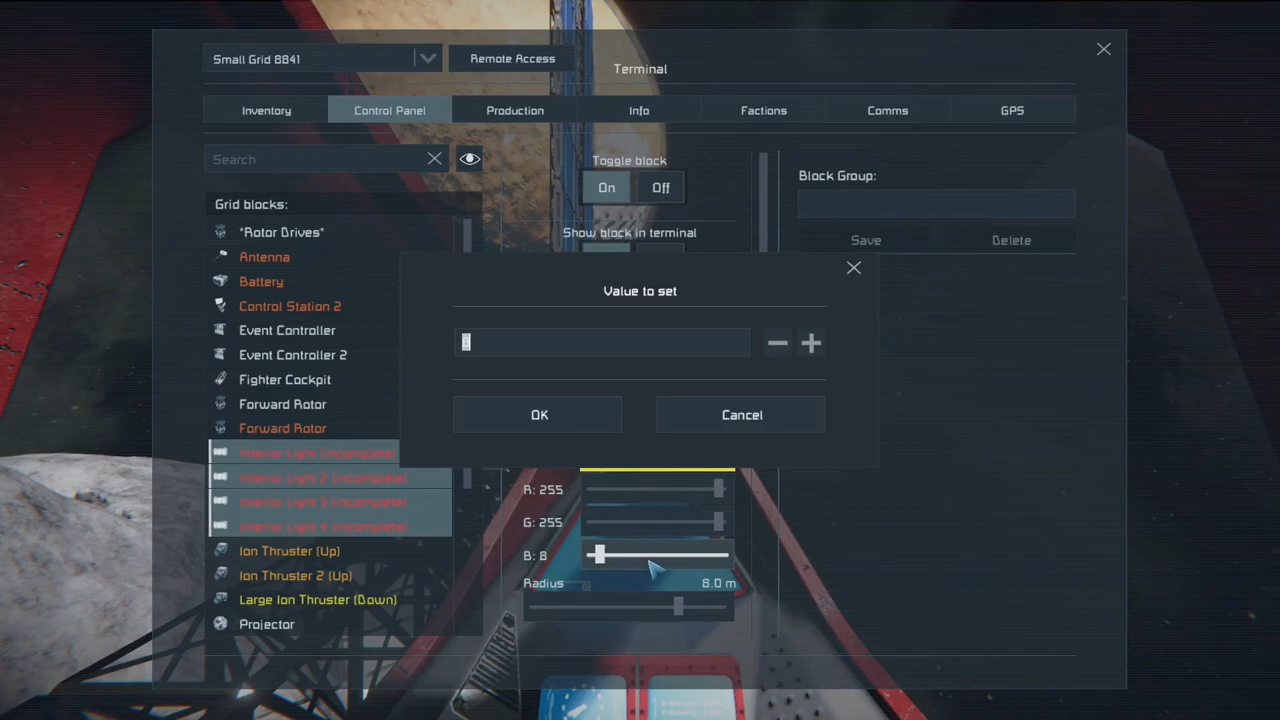 Small Grid 8841
Remote Access
Terminal
Inventory
Control Panel
Production
Info
Factions
Comms
GPS
Search
Grid blocks:
*Rotor Drives*
Antenna
Battery
Control Station 2
Event Controller
Event Controller 2
Fighter Cockpit
Forward Rotor
Forward Rotor
Interior Light (incomplete)
Interior Light 2 (incomplete)
Interior Light 3 (incomplete)
Interior Light 4 (incomplete)
Ion Thruster (Up)
Ion Thruster 2 (Up)
Large Ion Thruster (Down)
Projector
Toggle block
On
Off
Show block in terminal
Value to set
OK
Cancel
R: 255
G: 255
B: 8
Radius
8.0 m
Block Group:
Save
Delete